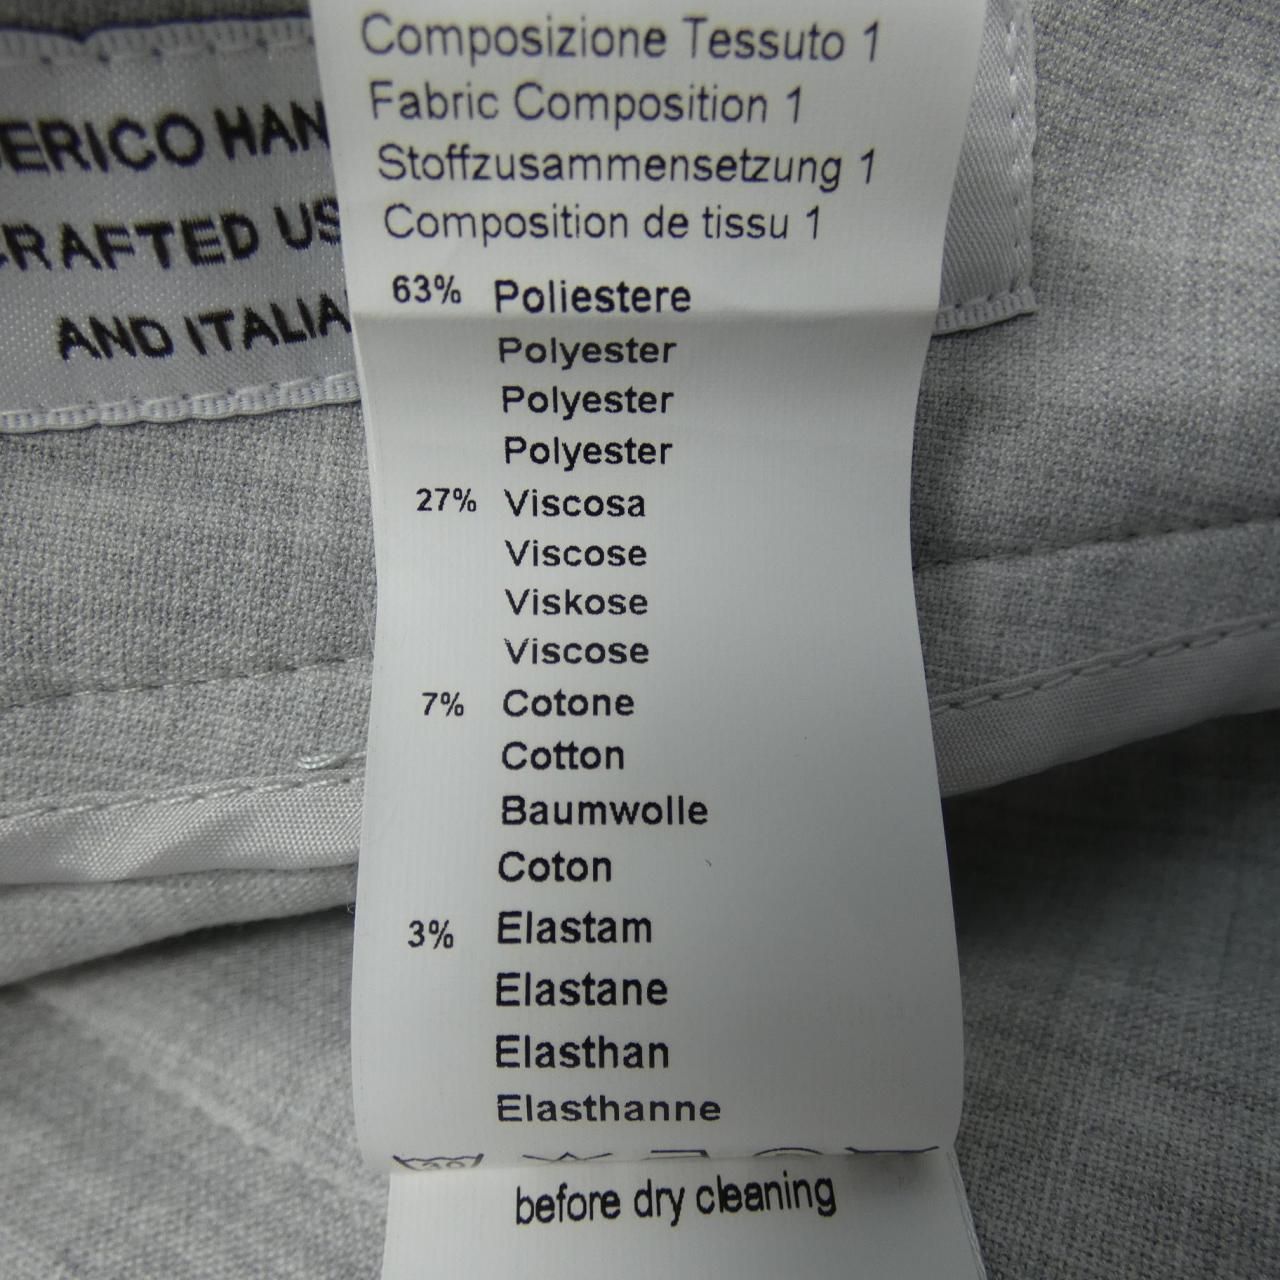 ERICO HAN
CRAFTED US
AND ITALIA
Composizione Tessuto 1
Fabric Composition 1
Stoffzusammensetzung 1
Composition de tissu 1
63% Poliestere
Polyester
Polyester
Polyester
27% Viscosa
Viscose
Viskose
Viscose
7% Cotone
Cotton
Baumwolle
Coton
3% Elastam
Elastane
Elasthan
Elasthanne
before dry cleaning